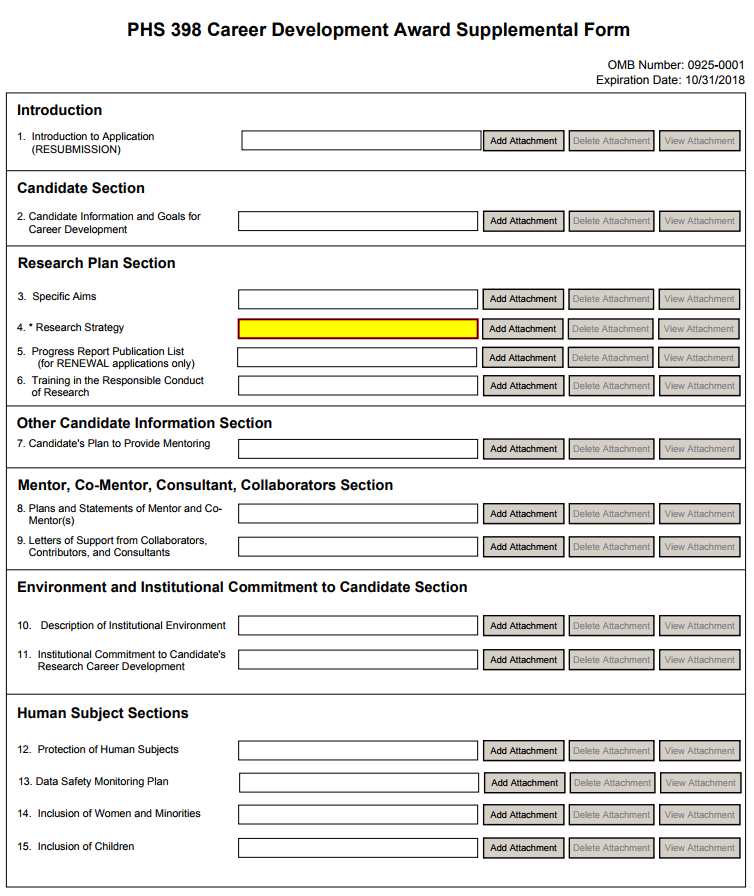 PHS 398 Career Development Award Supplemental Form
OMB Number: 0925-0001
Expiration Date: 10/31/2018
Introduction
1. Introduction to Application
(RESUBMISSION)
Add Attachment Delete Attachment View Attachment
Candidate Section
2. Candidate Information and Goals for
Career Development
Add Attachment Delete Attachment View Attachment
Research Plan Section
3. Specific Aims Add Attachment Delete Attachment View Attachment
4. * Research Strategy Add Attachment Delete Attachment View Attachment
5. Progress Report Publication List
(for RENEWAL applications only)
Add Attachment Delete Attachment View Attachment
6. Training in the Responsible Conduct
of Research
Add Attachment Delete Attachment View Attachment
Other Candidate Information Section
7. Candidate's Plan to Provide Mentoring Add Attachment Delete Attachment View Attachment
Mentor, Co-Mentor, Consultant, Collaborators Section
8. Plans and Statements of Mentor and Co-
Mentor(s)
Add Attachment Delete Attachment View Attachment
9. Letters of Support from Collaborators,
Contributors, and Consultants
Add Attachment Delete Attachment View Attachment
Environment and Institutional Commitment to Candidate Section
10. Description of Institutional Environment Add Attachment Delete Attachment View Attachment
11. Institutional Commitment to Candidate's
Research Career Development
Add Attachment Delete Attachment View Attachment
Human Subject Sections
12. Protection of Human Subjects Add Attachment Delete Attachment View Attachment
13. Data Safety Monitoring Plan Add Attachment Delete Attachment View Attachment
14. Inclusion of Women and Minorities Add Attachment Delete Attachment View Attachment
15. Inclusion of Children Add Attachment Delete Attachment View Attachment